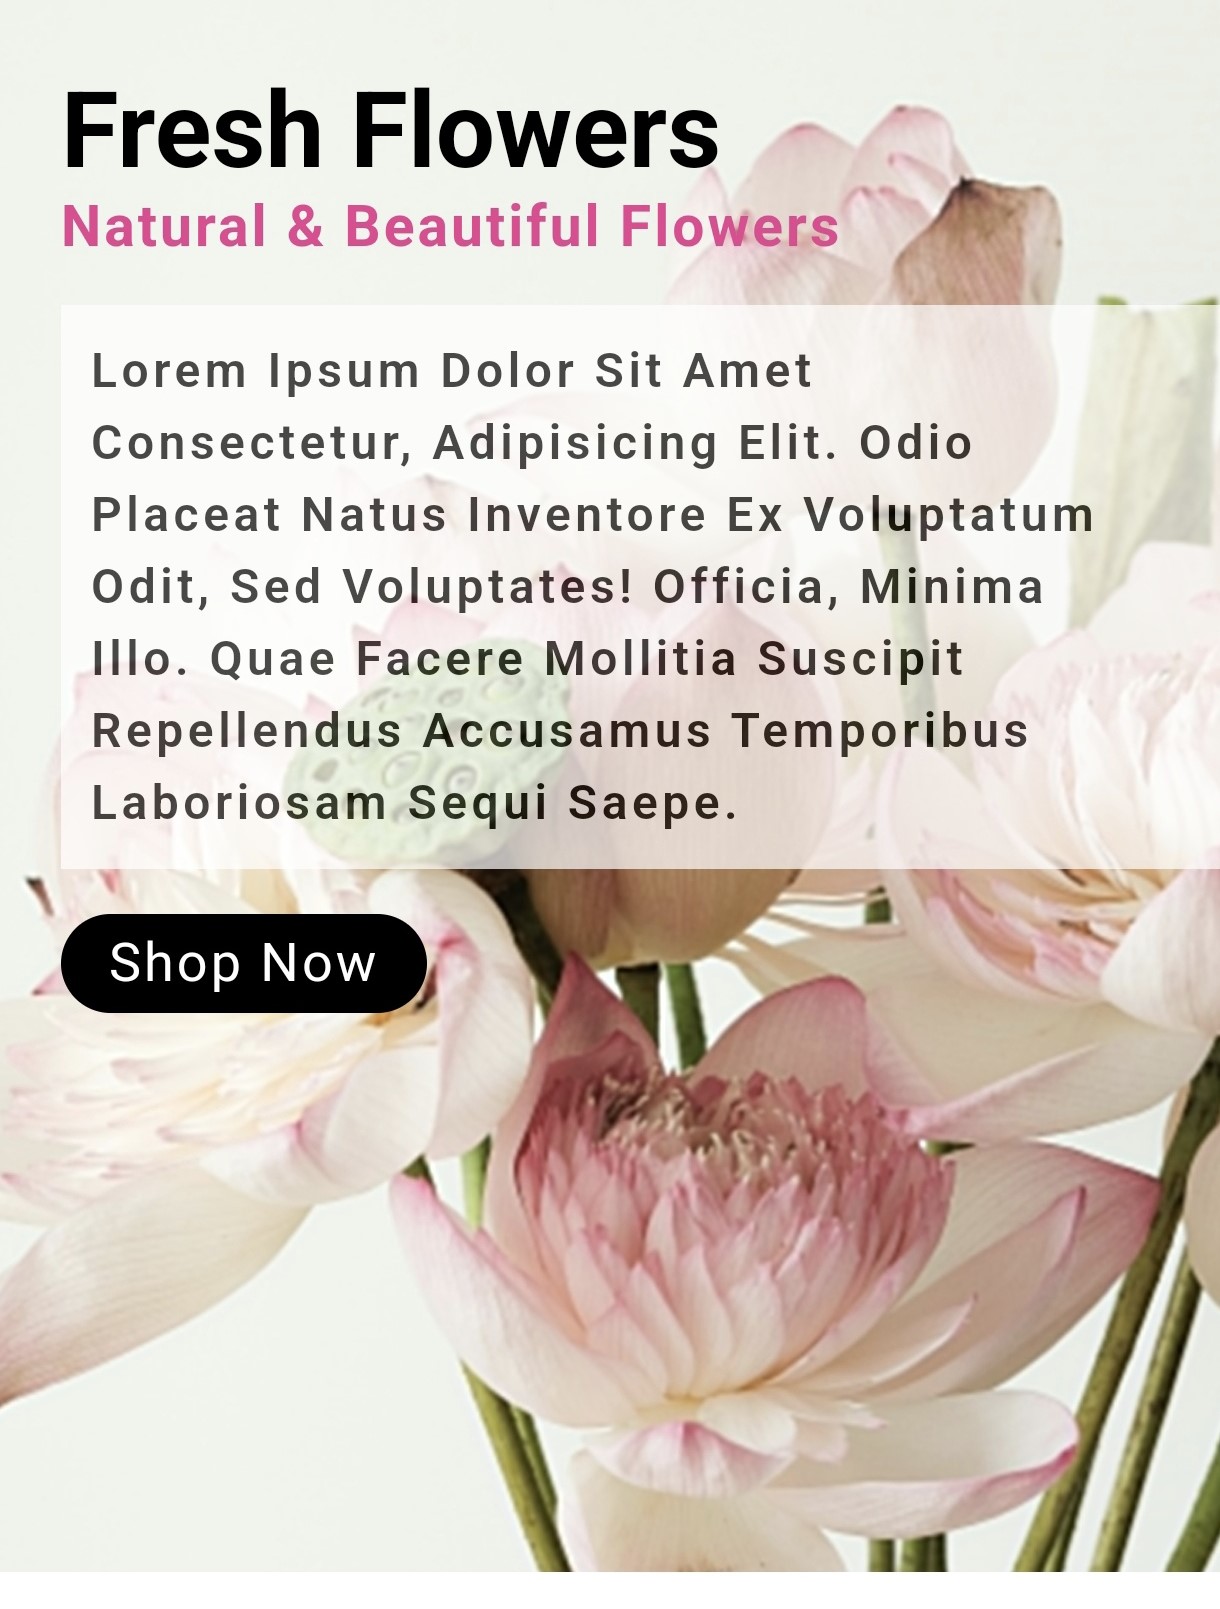 Fresh Flowers
Natural & Beautiful Flowers
Lorem Ipsum Dolor Sit Amet
Consectetur, Adipisicing Elit. Odio
Placeat Natus Inventore Ex Voluptatum
Odit, Sed Voluptates! Officia, Minima
Illo. Quae Facere Mollitia Suscipit
Repellendus Accusamus Temporibus
Laboriosam Sequi Saepe.
Shop Now